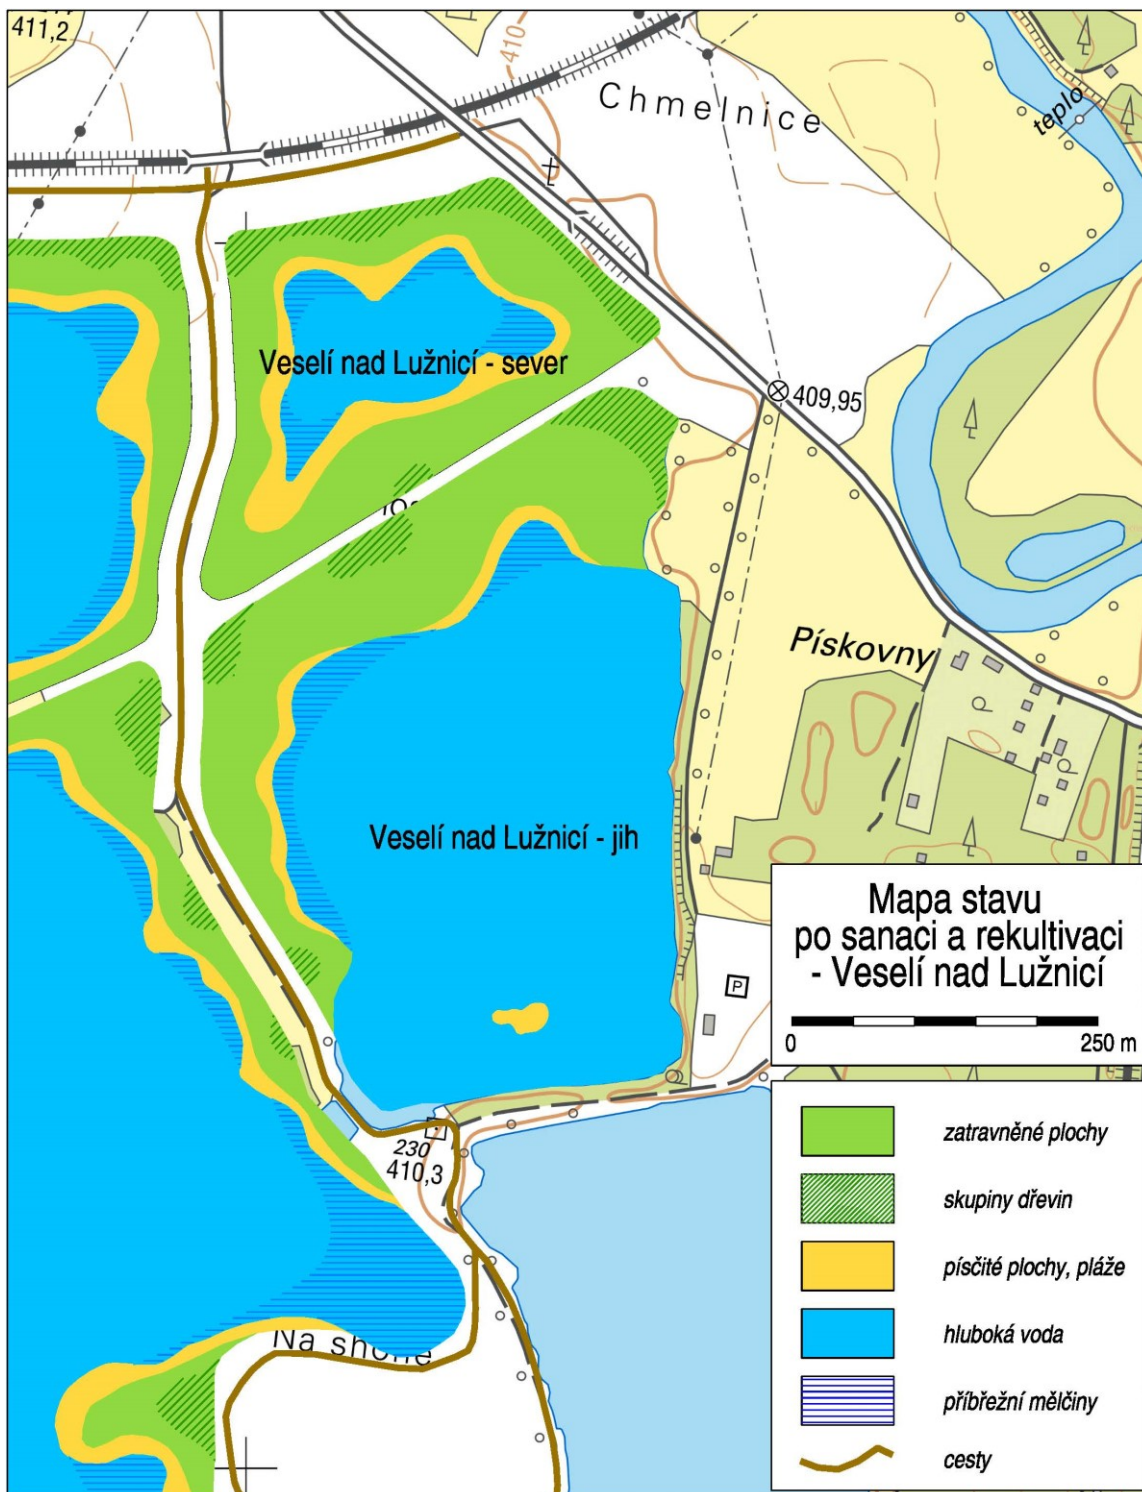 411,2
410
Chmelnice
teplo
Veselí nad Lužnicí - sever
409,95
Pískovny
Veselí nad Lužnicí - jih
Mapa stavu
po sanaci a rekultivaci
- Veselí nad Lužnicí
0 250 m
P
230
410,3
zatravněné plochy
skupiny dřevin
písčité plochy, pláže
hluboká voda
příbřežní mělčiny
cesty
Na